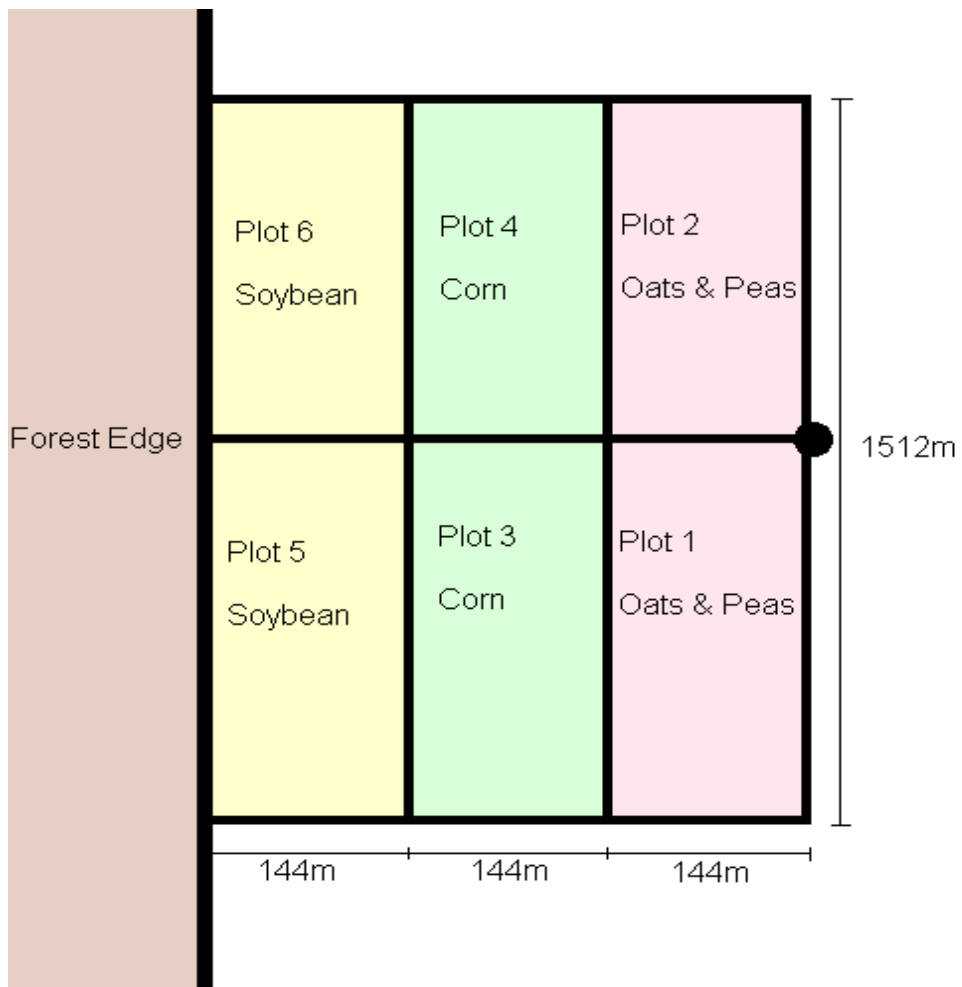 Plot 6
Soybean
Plot 4
Corn
Plot 2
Oats & Peas
Forest Edge
1512m
Plot 5
Soybean
Plot 3
Corn
Plot 1
Oats & Peas
144m
144m
144m